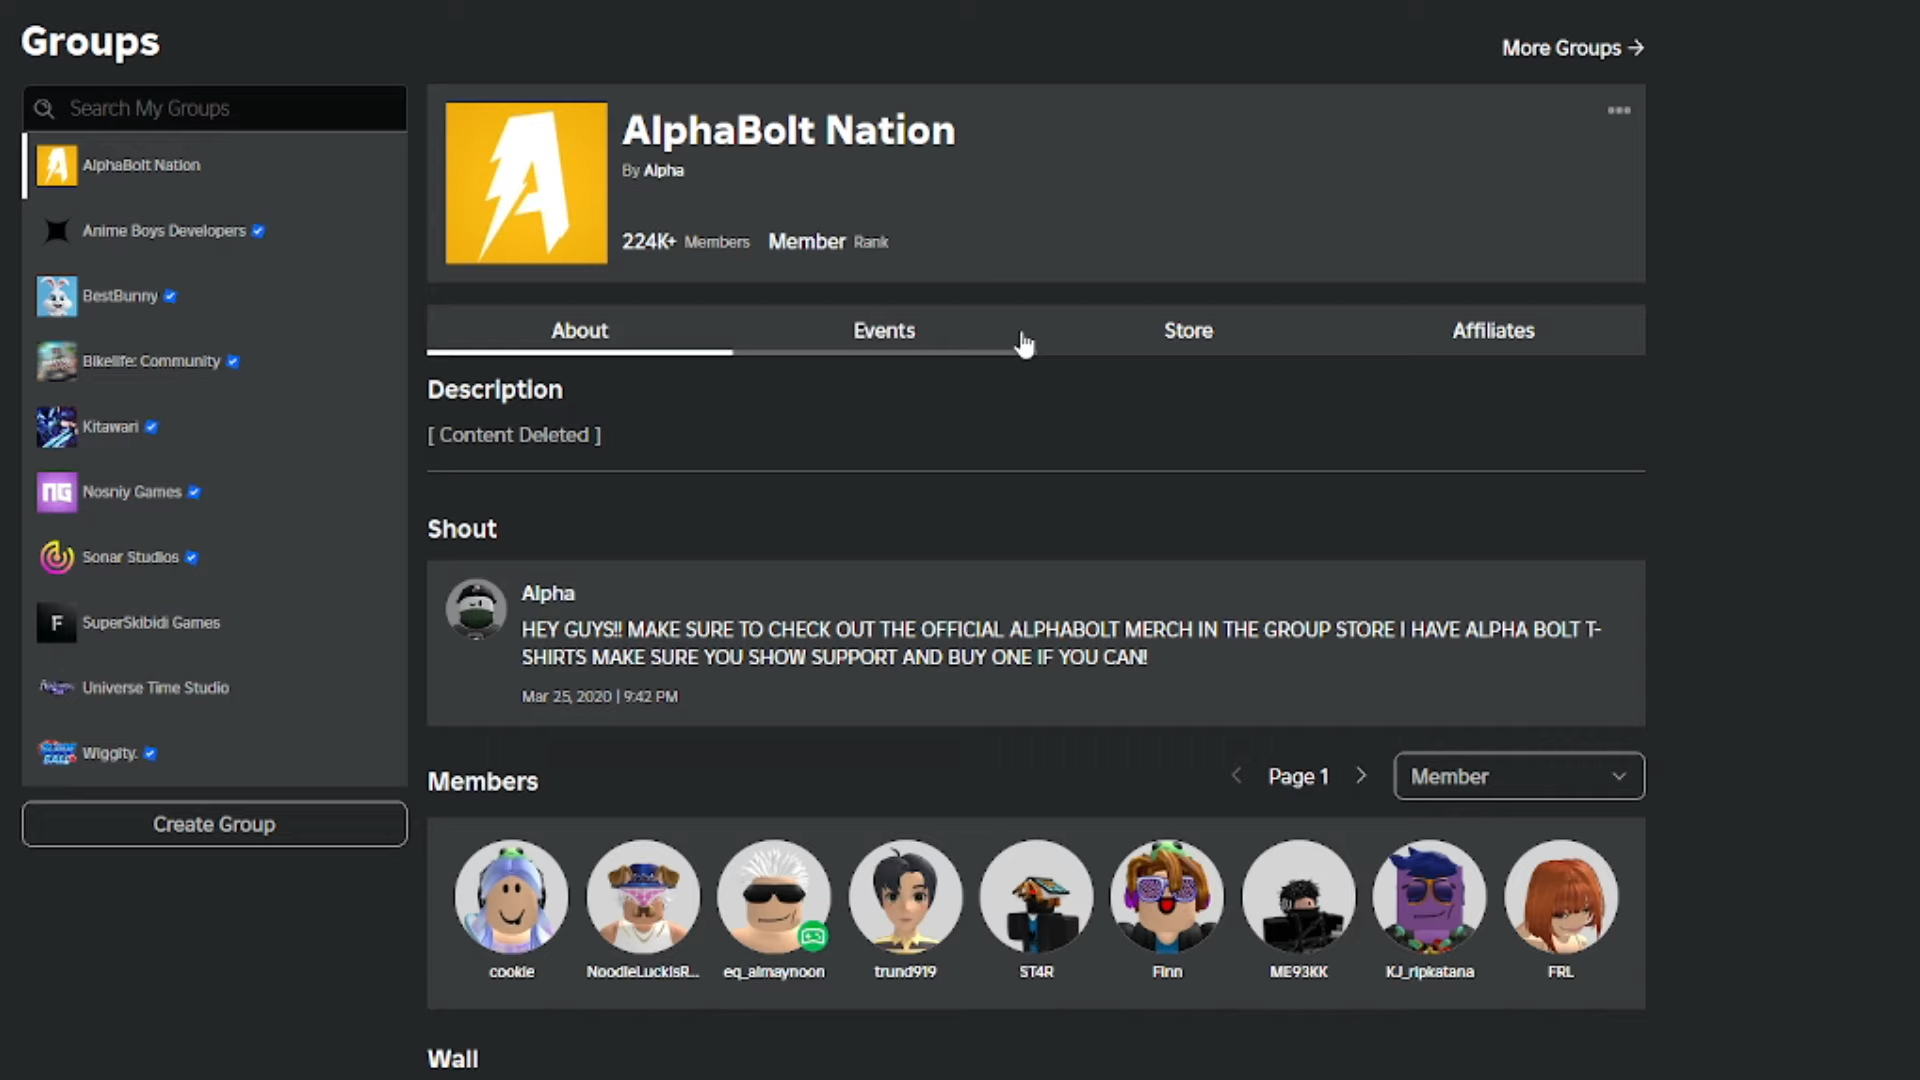 Groups
More Groups →
Search My Groups
AlphaBolt Nation
Anime Boys Developers
BestBunny
Bikelife: Community
Kitawari
NG
Nosniy Games
Sonar Studios
F
SuperSkibidi Games
Universe Time Studio
Wiggity.
Create Group
A
AlphaBolt Nation
By Alpha
224K+ Members Member Rank
About Events Store Affiliates
Description
[ Content Deleted ]
Shout
Alpha
HEY GUYS!! MAKE SURE TO CHECK OUT THE OFFICIAL ALPHABOLT MERCH IN THE GROUP STORE I HAVE ALPHA BOLT T-
SHIRTS MAKE SURE YOU SHOW SUPPORT AND BUY ONE IF YOU CAN!
Mar 25, 2020 | 9:42 PM
Members
Page 1
Member
cookie NoodleLuckIsR... eq_almaynoon trund919 ST4R Finn ME93KK KJ_ripkatana FRL
Wall